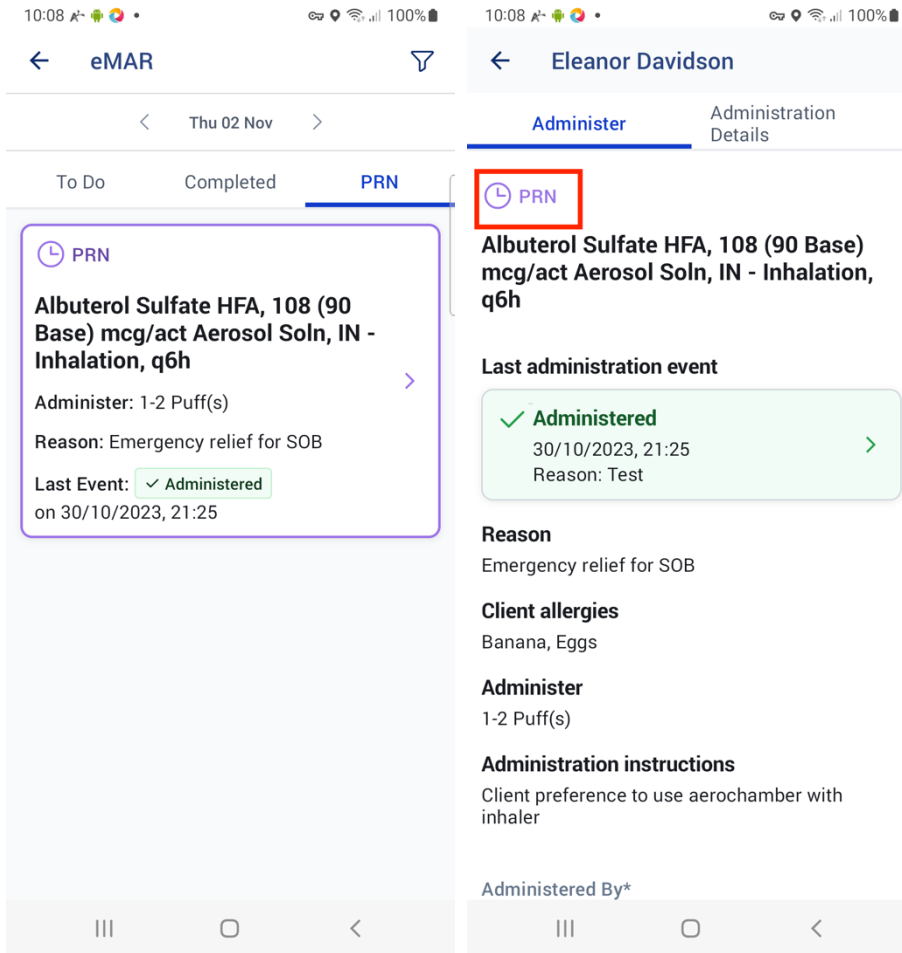 10:08 100%
eMAR
Thu 02 Nov
To Do Completed PRN
PRN
Albuterol Sulfate HFA, 108 (90
Base) mcg/act Aerosol Soln, IN -
Inhalation, q6h
Administer: 1-2 Puff(s)
Reason: Emergency relief for SOB
Last Event: Administered
on 30/10/2023, 21:25
10:08 100%
Eleanor Davidson
Administer
Administration
Details
PRN
Albuterol Sulfate HFA, 108 (90 Base)
mcg/act Aerosol Soln, IN - Inhalation,
q6h
Last administration event
Administered
30/10/2023, 21:25
Reason: Test
Reason
Emergency relief for SOB
Client allergies
Banana, Eggs
Administer
1-2 Puff(s)
Administration instructions
Client preference to use aerochamber with
inhaler
Administered By*